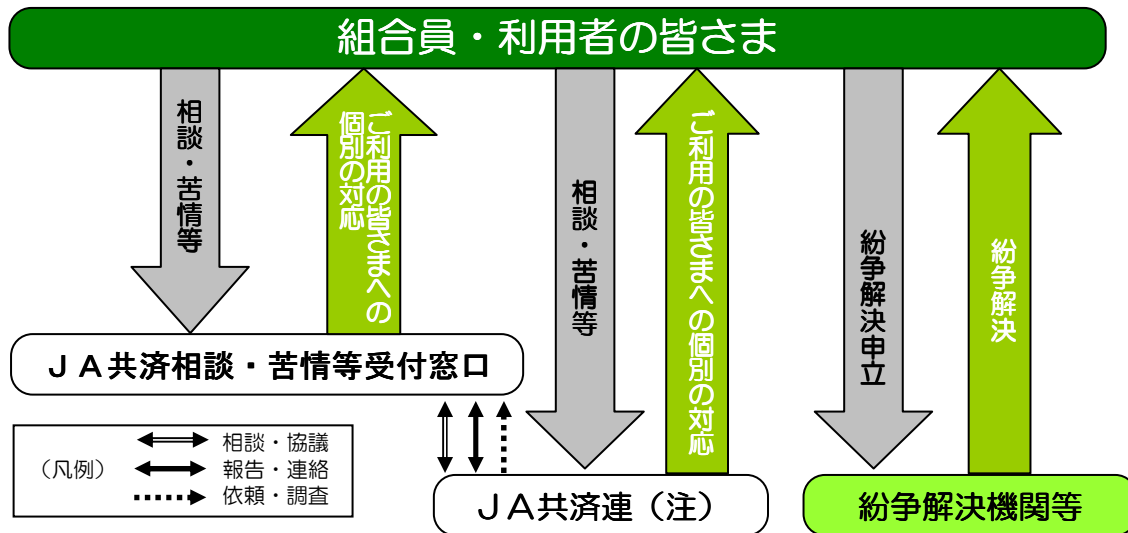 組合員・利用者の皆さま
相談・苦情等
ご利用の皆さまへの
個別の対応
相談・苦情等
ご利用の皆さまへの個別の対応
紛争解決申立
紛争解決
ＪＡ共済相談・苦情等受付窓口
（凡例）
相談・協議
報告・連絡
依頼・調査
ＪＡ共済連（注）
紛争解決機関等